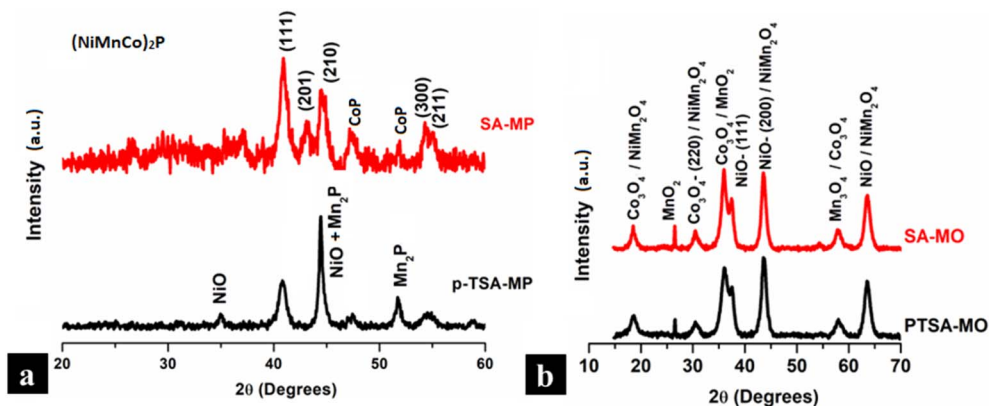 (NiMnCo)₂P
(111)
(201)
(210)
CoP
CoP
(300)
(211)
SA-MP
NiO
NiO + Mn₂P
Mn₂P
p-TSA-MP
Intensity (a.u.)
20 30 40 50 60
2θ (Degrees)
a
Co₃O₄ / NiMn₂O₄
MnO₂
Co₃O₄- (220) / NiMn₂O₄
Co₃O₄/ MnO₂
NiO- (111)
NiO- (200) / NiMn₂O₄
Mn₃O₄ / Co₃O₄
NiO / NiMn₂O₄
SA-MO
PTSA-MO
Intensity (a.u.)
10 20 30 40 50 60 70
2θ (Degrees)
b